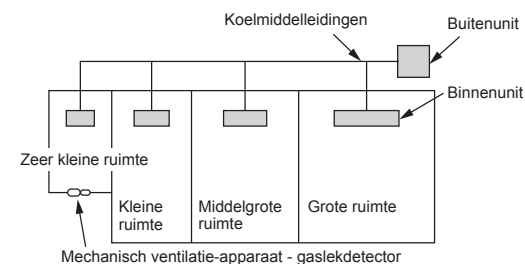 Koelmiddelleidingen
Buitenunit
Binnenunit
Zeer kleine ruimte
Kleine
ruimte
Middelgrote
ruimte
Grote ruimte
Mechanisch ventilatie-apparaat - gaslekdetector